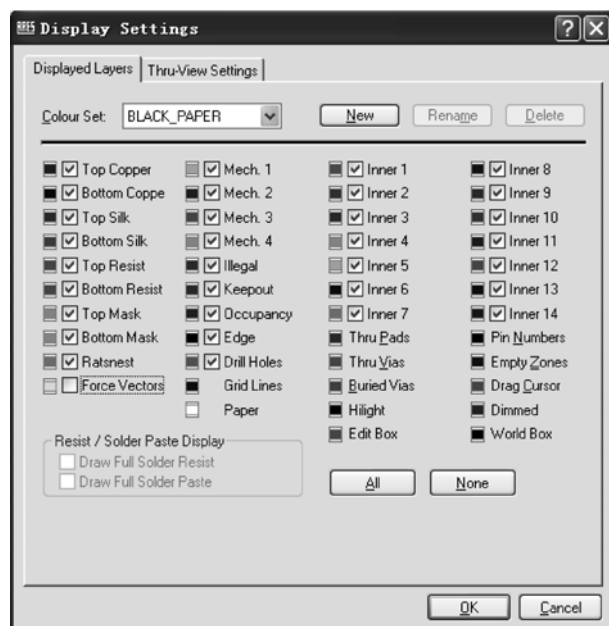 Display Settings
Displayed Layers
Thru-View Settings
Colour Set:
BLACK_PAPER
New
Rename
Delete
Top Copper
Bottom Coppe
Top Silk
Bottom Silk
Top Resist
Bottom Resist
Top Mask
Bottom Mask
Ratsnest
Force Vectors
Mech. 1
Mech. 2
Mech. 3
Mech. 4
Illegal
Keepout
Occupancy
Edge
Drill Holes
Grid Lines
Paper
Inner 1
Inner 2
Inner 3
Inner 4
Inner 5
Inner 6
Inner 7
Thru Pads
Thru Vias
Buried Vias
Hilight
Edit Box
Inner 8
Inner 9
Inner 10
Inner 11
Inner 12
Inner 13
Inner 14
Pin Numbers
Empty Zones
Drag Cursor
Dimmed
World Box
Resist / Solder Paste Display
Draw Full Solder Resist
Draw Full Solder Paste
All
None
OK
Cancel